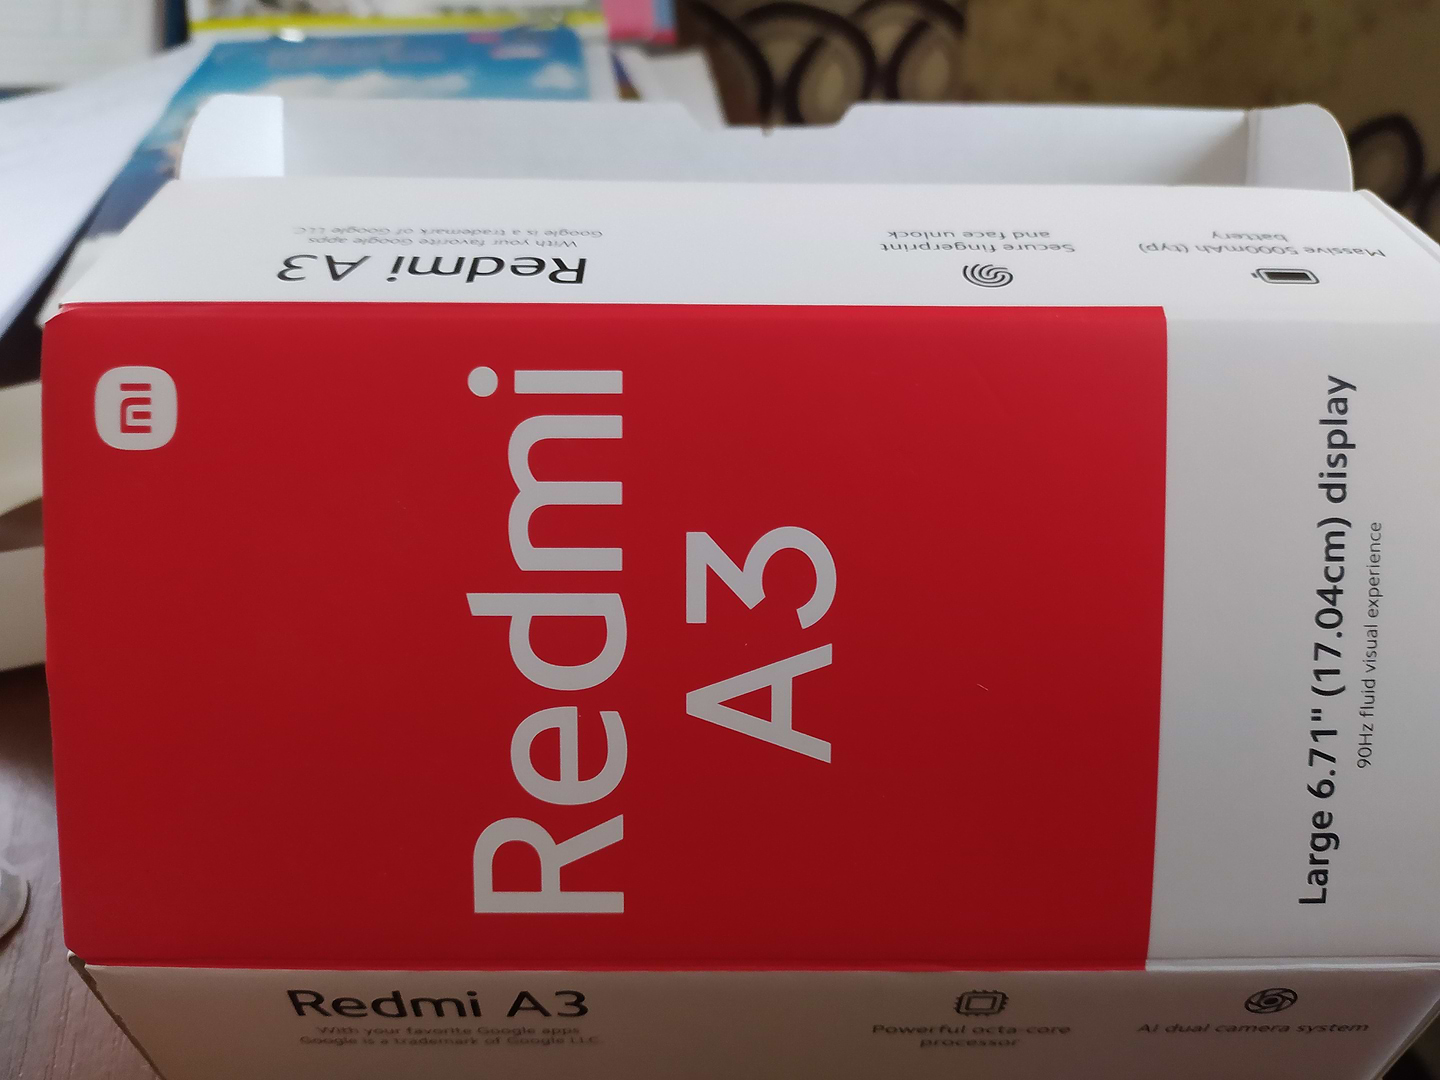 mi
Redmi
A3
Large 6.71" (17.04cm) display
90Hz fluid visual experience
Redmi A3
With your favorite Google apps
Google is a trademark of Google LLC
Secure fingerprint
and face unlock
Massive 5000mAh (typ)
battery
Redmi A3
With your favorite Google apps
Google is a trademark of Google LLC.
Powerful octa-core
processor
AI dual camera system